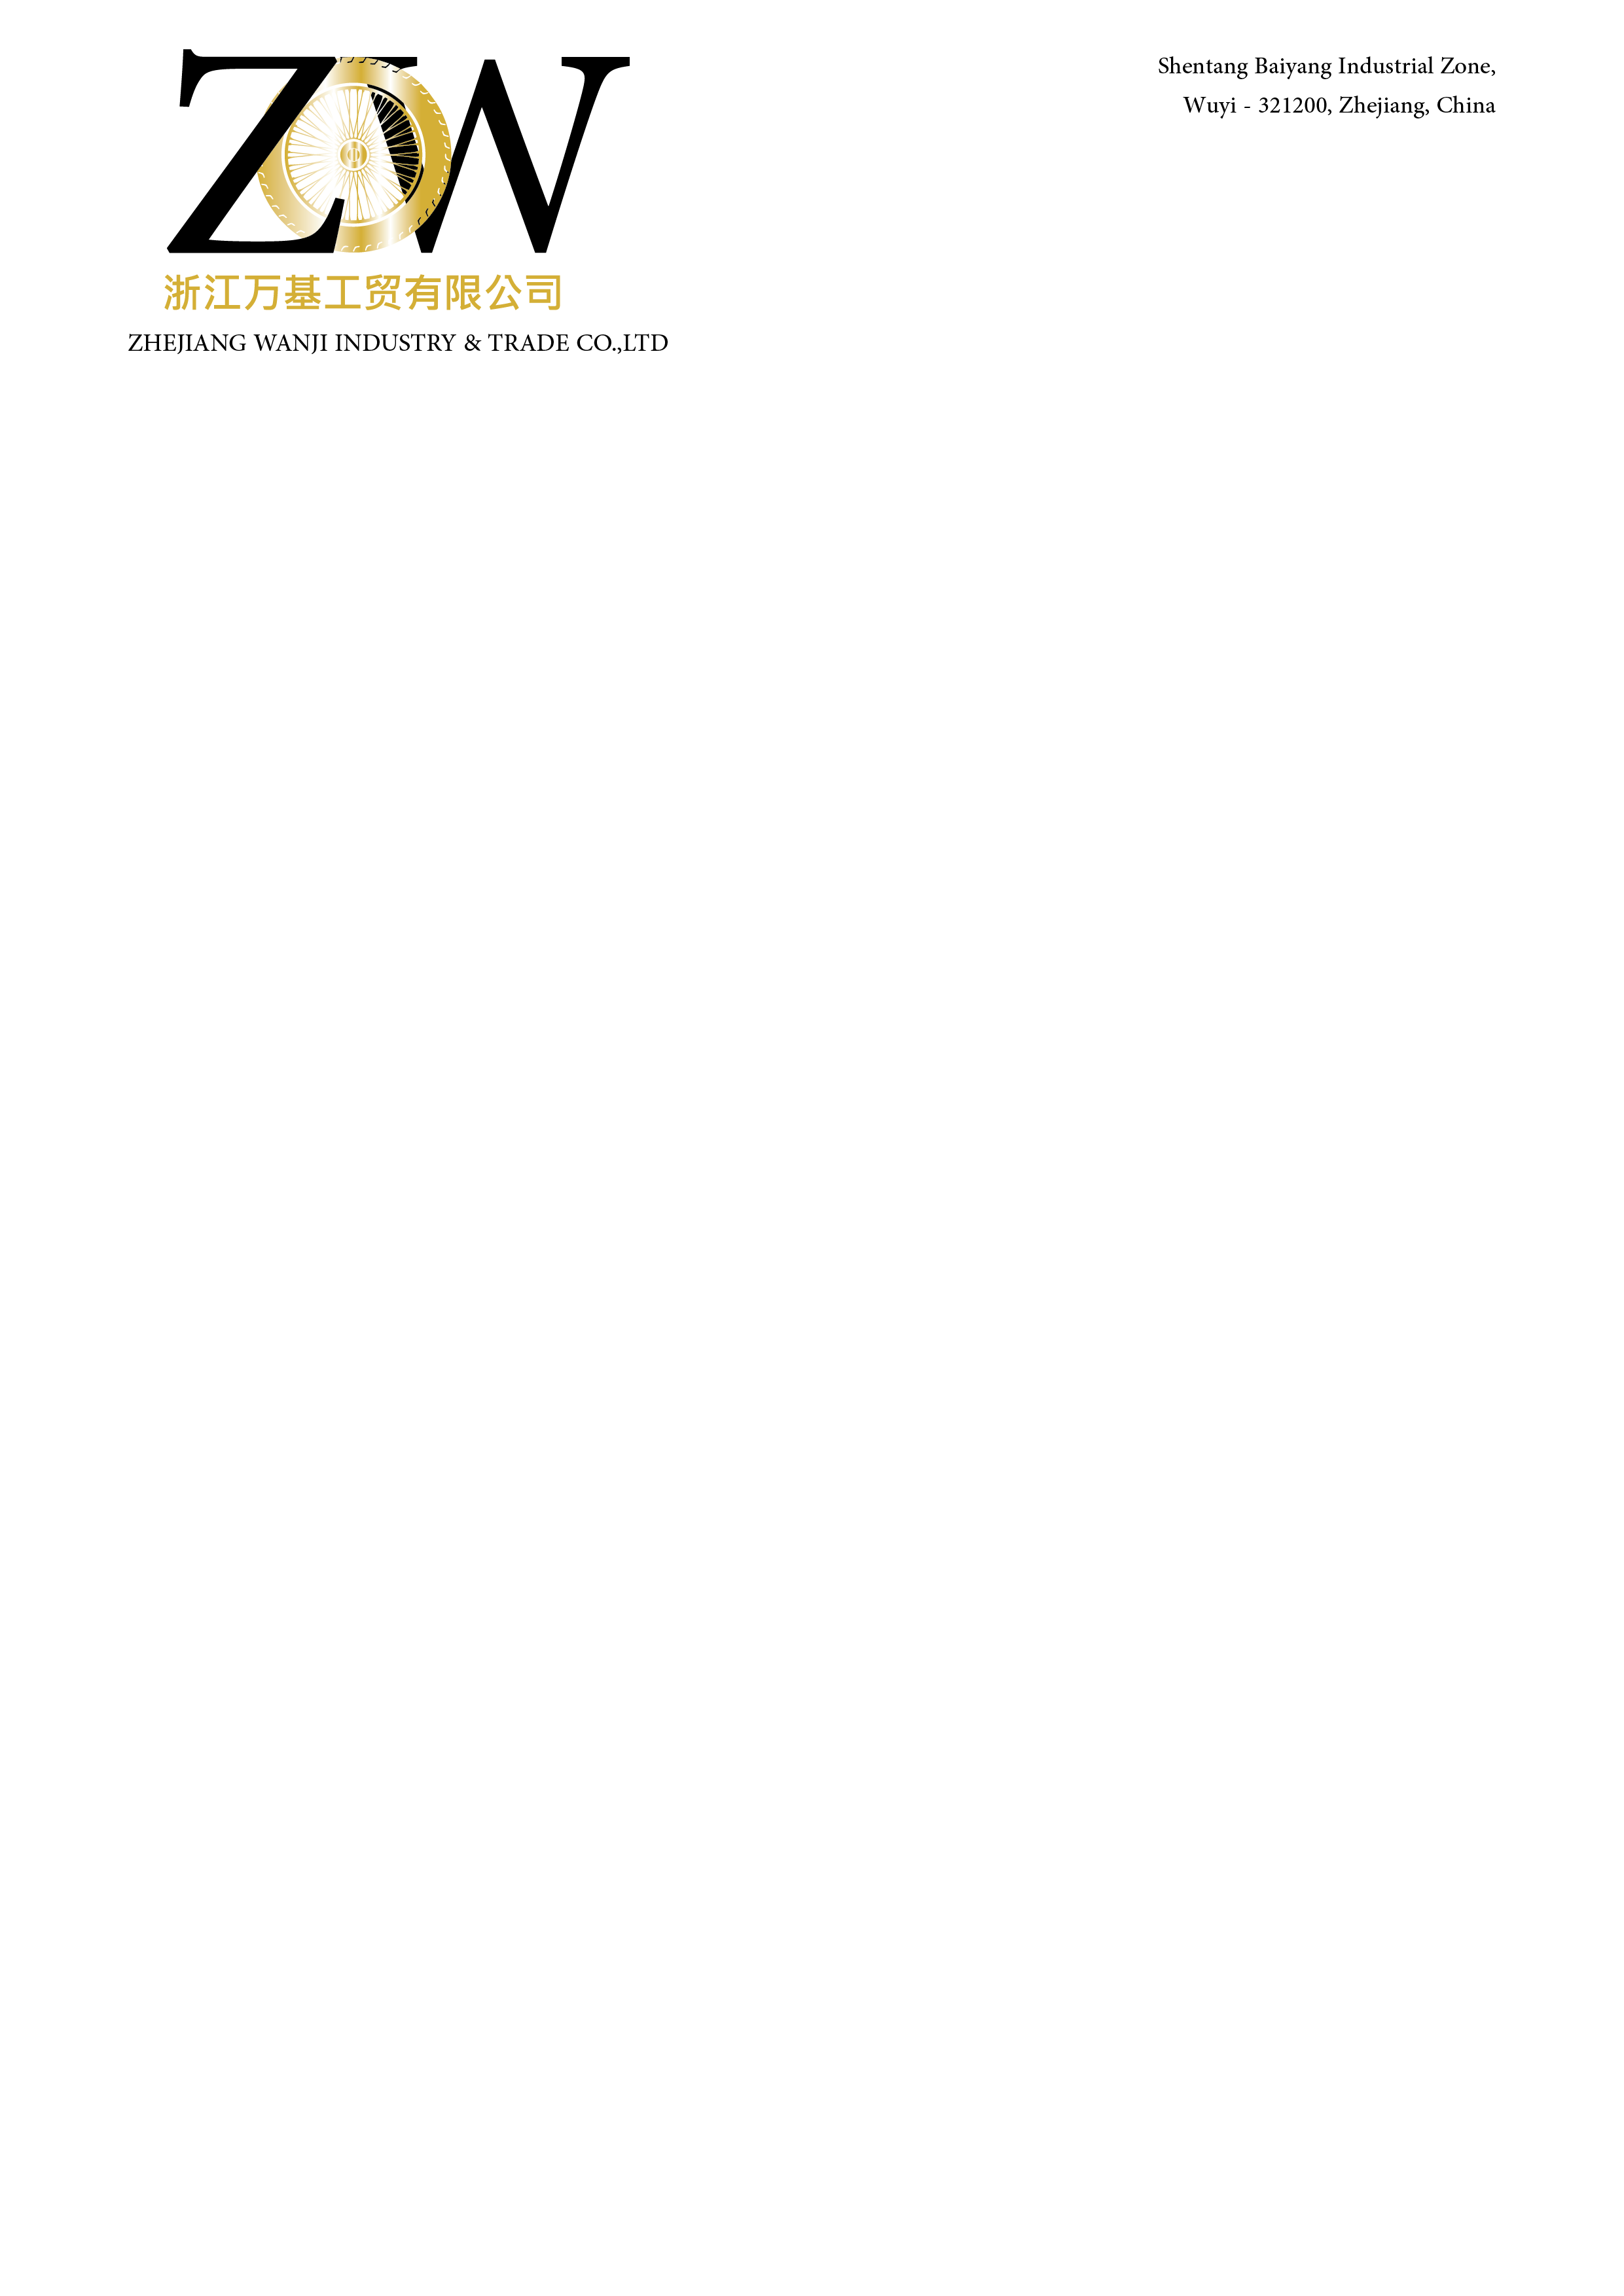 ZW
浙江万基工贸有限公司
ZHEJIANG WANJI INDUSTRY & TRADE CO.,LTD
Shentang Baiyang Industrial Zone,
Wuyi - 321200, Zhejiang, China